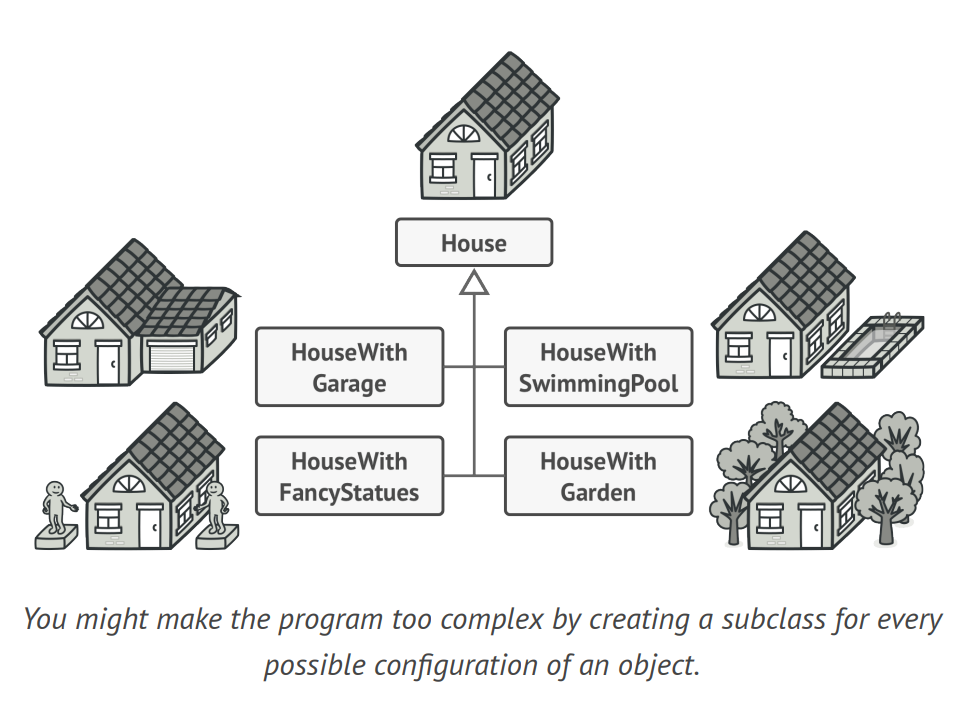 House
HouseWith
Garage
HouseWith
SwimmingPool
HouseWith
FancyStatues
HouseWith
Garden
You might make the program too complex by creating a subclass for every
possible configuration of an object.